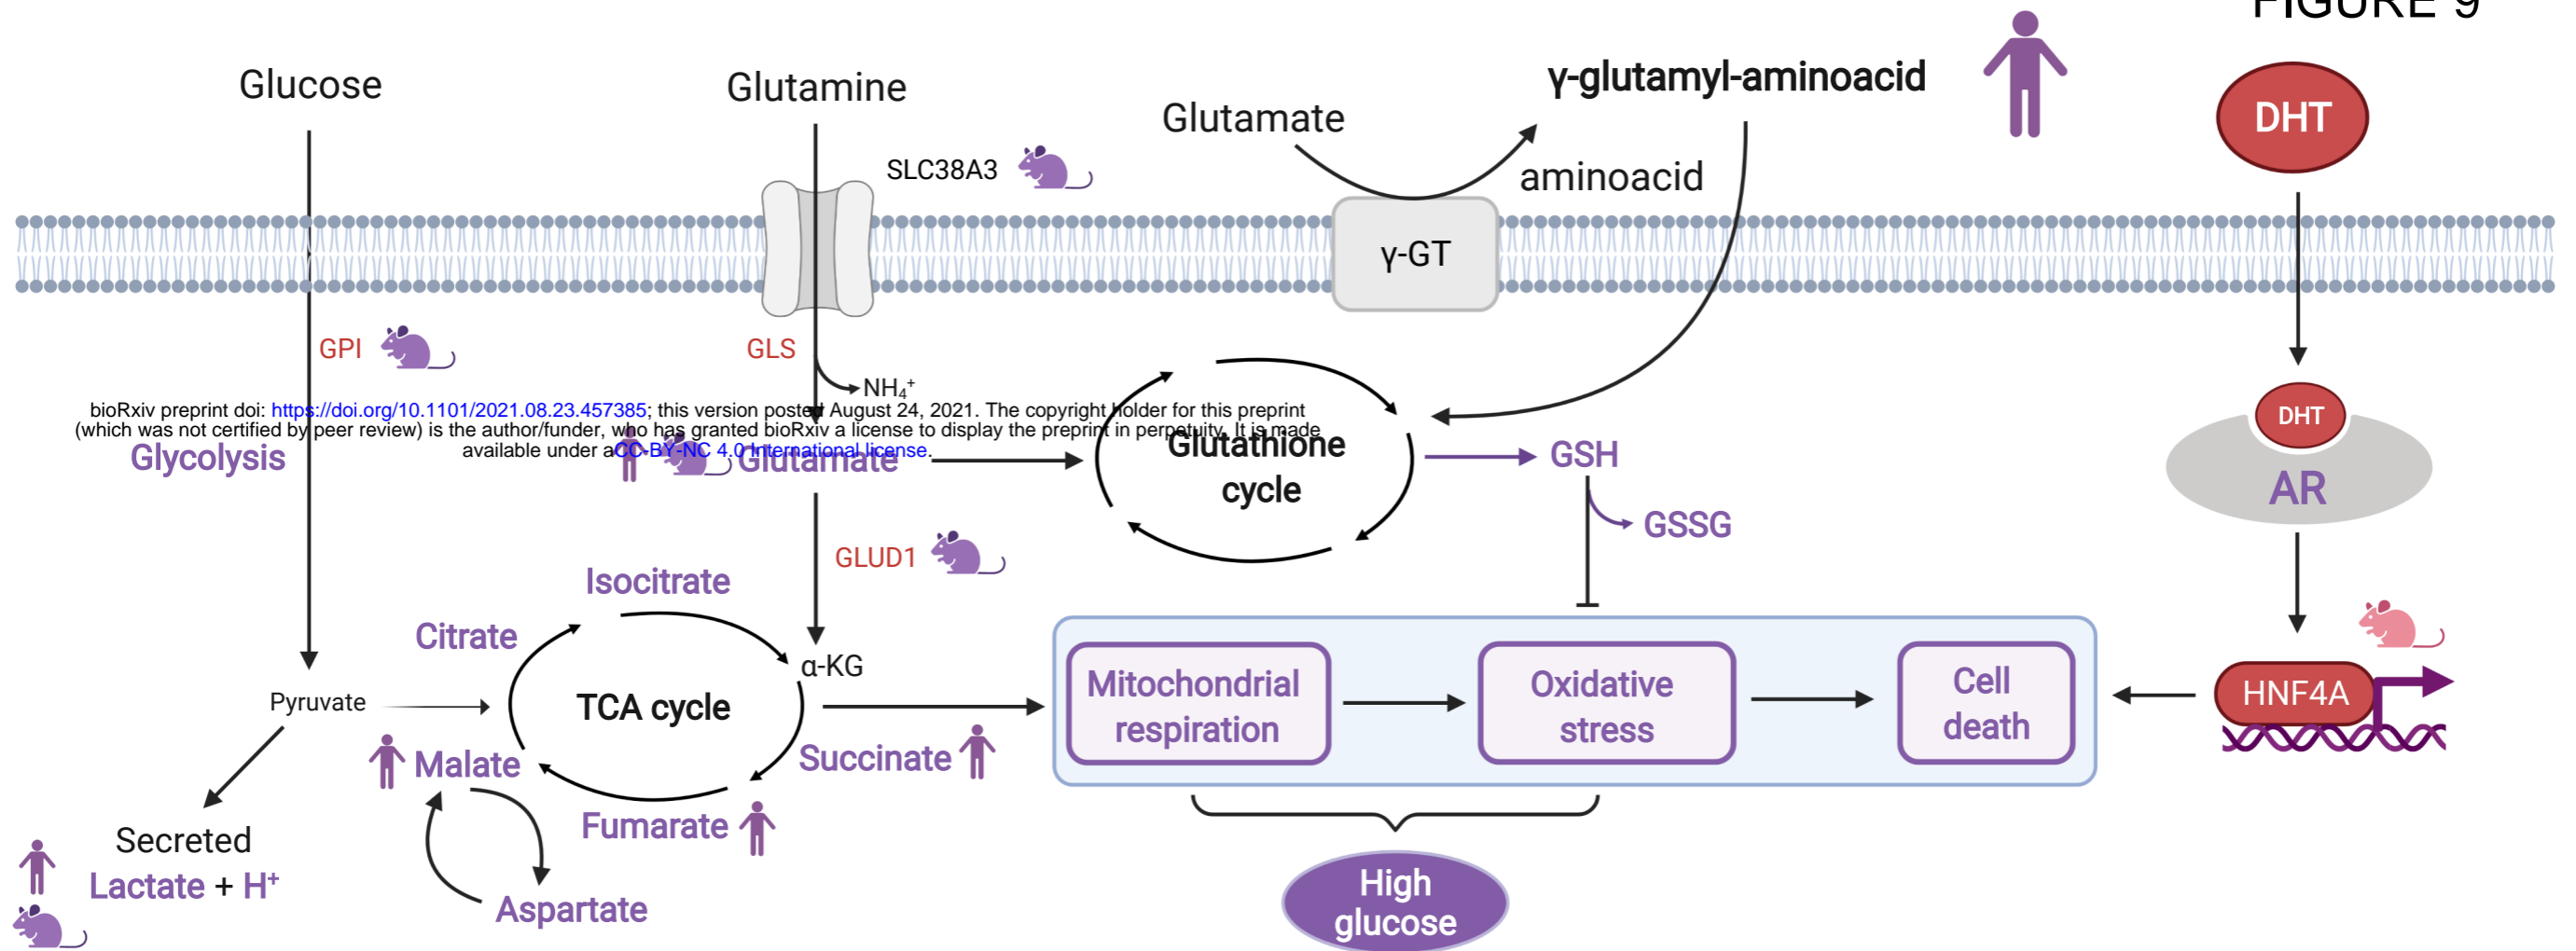 FIGURE 9
Glucose
Glutamine
Glutamate
γ-glutamyl-aminoacid
DHT
SLC38A3
aminoacid
γ-GT
GPI
GLS
NH₄⁺
bioRxiv preprint doi: https://doi.org/10.1101/2021.08.23.457385; this version posted August 24, 2021. The copyright holder for this preprint
(which was not certified by peer review) is the author/funder, who has granted bioRxiv a license to display the preprint in perpetuity. It is made
available under aCC-BY-NC 4.0 International license.
Glycolysis
Glutamate
Glutathione
cycle
GSH
GSSG
DHT
AR
GLUD1
Isocitrate
Citrate
α-KG
Pyruvate
TCA cycle
Malate
Succinate
Fumarate
Aspartate
Secreted
Lactate + H⁺
Mitochondrial
respiration
Oxidative
stress
Cell
death
HNF4A
High
glucose